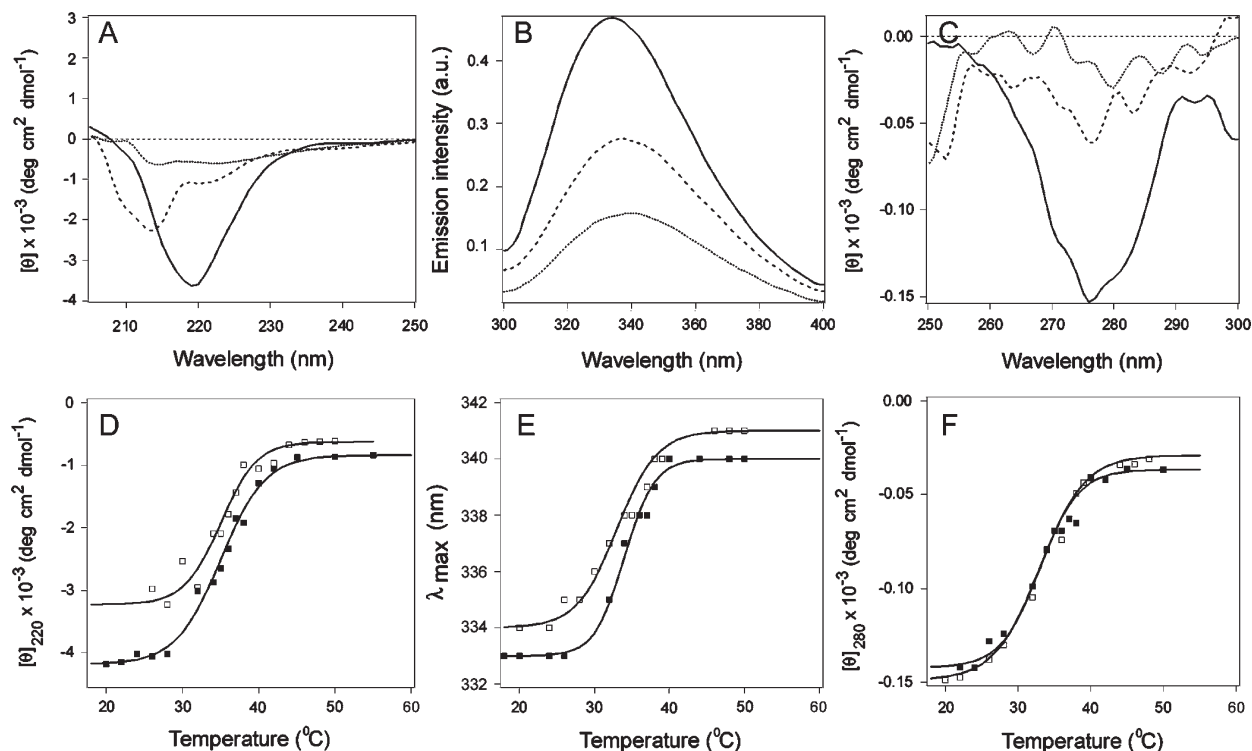 A
[θ] x 10⁻³ (deg cm² dmol⁻¹)
3
2
1
0
-1
-2
-3
-4
210 220 230 240 250
Wavelength (nm)
B
Emission intensity (a.u.)
0.4
0.3
0.2
0.1
300 320 340 360 380 400
Wavelength (nm)
C
[θ] x 10⁻³ (deg cm² dmol⁻¹)
0.00
-0.05
-0.10
-0.15
250 260 270 280 290 300
Wavelength (nm)
D
[θ]₂₂₀ x 10⁻³ (deg cm² dmol⁻¹)
0
-1
-2
-3
-4
20 30 40 50 60
Temperature (⁰C)
E
λ max (nm)
342
340
338
336
334
332
20 30 40 50 60
Temperature (⁰C)
F
[θ]₂₈₀ x 10⁻³ (deg cm² dmol⁻¹)
0.00
-0.05
-0.10
-0.15
20 30 40 50 60
Temperature (⁰C)